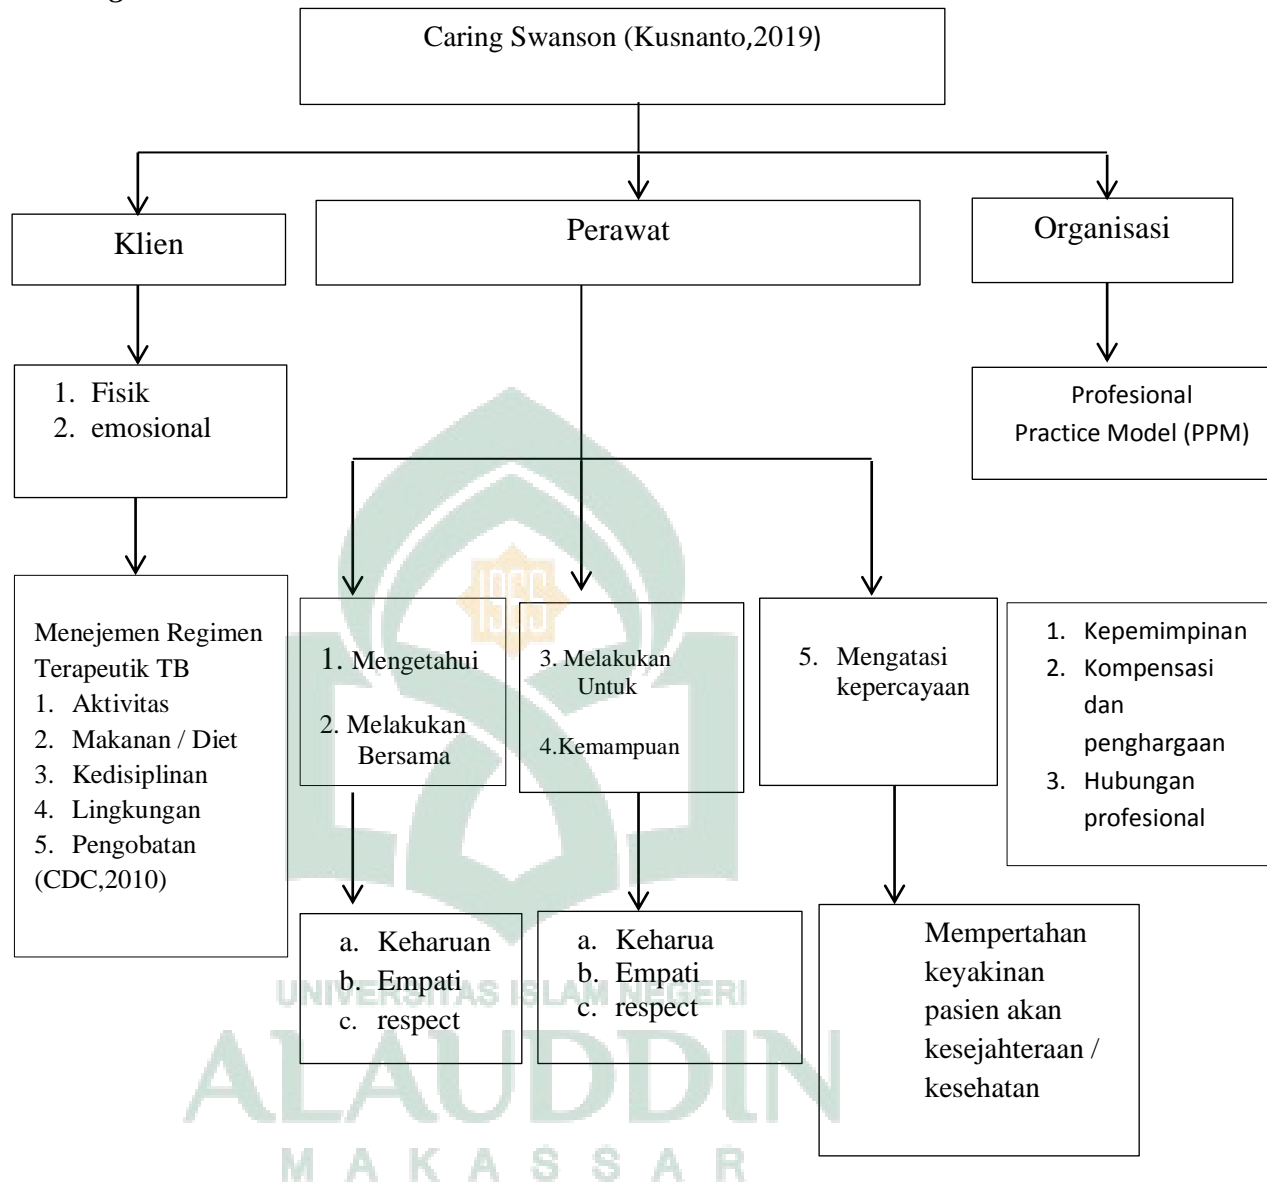 Caring Swanson (Kusnanto,2019)
Klien
Perawat
Organisasi
1. Fisik
2. emosional
Profesional
Practice Model (PPM)
Menejemen Regimen
Terapeutik TB
1. Aktivitas
2. Makanan / Diet
3. Kedisiplinan
4. Lingkungan
5. Pengobatan
(CDC,2010)
1. Mengetahui
2. Melakukan
Bersama
3. Melakukan
Untuk
4.Kemampuan
5. Mengatasi
kepercayaan
1. Kepemimpinan
2. Kompensasi
dan
penghargaan
3. Hubungan
profesional
a. Keharuan
b. Empati
c. respect
a. Keharua
b. Empati
c. respect
Mempertahan
keyakinan
pasien akan
kesejahteraan /
kesehatan
1965
UNIVERSITAS ISLAM NEGERI
ALAUDDIN
MAKASSAR